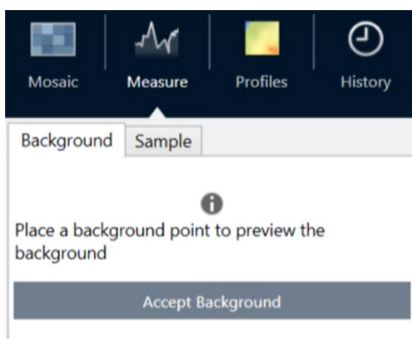 Mosaic Measure Profiles History
Background Sample
Place a background point to preview the
background
Accept Background